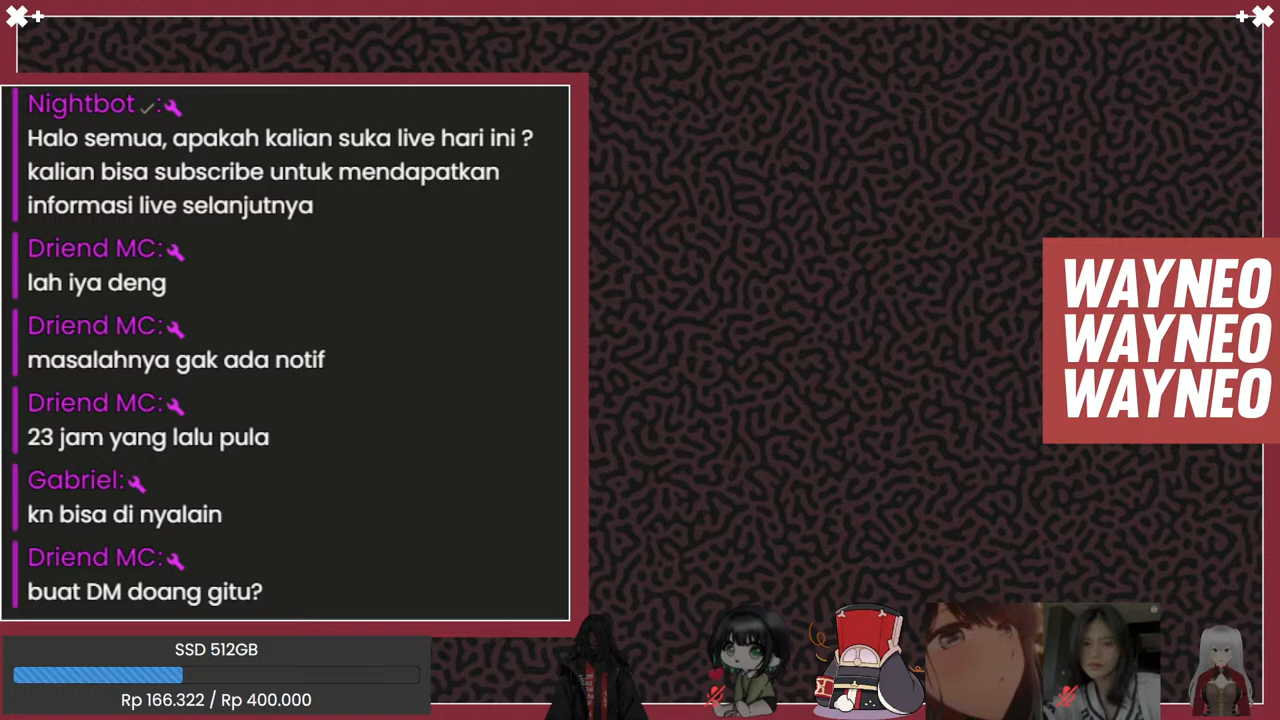 Nightbot ✓:
Halo semua, apakah kalian suka live hari ini ?
kalian bisa subscribe untuk mendapatkan
informasi live selanjutnya
Driend MC:
lah iya deng
Driend MC:
masalahnya gak ada notif
Driend MC:
23 jam yang lalu pula
Gabriel:
kn bisa di nyalain
Driend MC:
buat DM doang gitu?
SSD 512GB
Rp 166.322 / Rp 400.000
WAYNEO
WAYNEO
WAYNEO